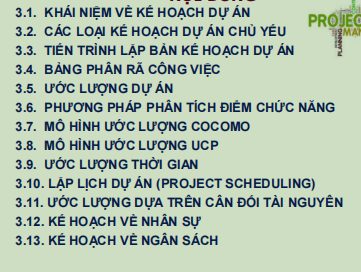 3.1. KHÁI NIỆM VỀ KẾ HOẠCH DỰ ÁN
3.2. CÁC LOẠI KẾ HOẠCH DỰ ÁN CHỦ YẾU
3.3. TIẾN TRÌNH LẬP BẢN KẾ HOẠCH DỰ ÁN
3.4. BẢNG PHÂN RÃ CÔNG VIỆC
3.5. ƯỚC LƯỢNG DỰ ÁN
3.6. PHƯƠNG PHÁP PHÂN TÍCH ĐIỂM CHỨC NĂNG
3.7. MÔ HÌNH ƯỚC LƯỢNG COCOMO
3.8. MÔ HÌNH ƯỚC LƯỢNG UCP
3.9. ƯỚC LƯỢNG THỜI GIAN
3.10. LẬP LỊCH DỰ ÁN (PROJECT SCHEDULING)
3.11. ƯỚC LƯỢNG DỰA TRÊN CÂN ĐỐI TÀI NGUYÊN
3.12. KẾ HOẠCH VỀ NHÂN SỰ
3.13. KẾ HOẠCH VỀ NGÂN SÁCH
PROJEC
MAN
PLANNING